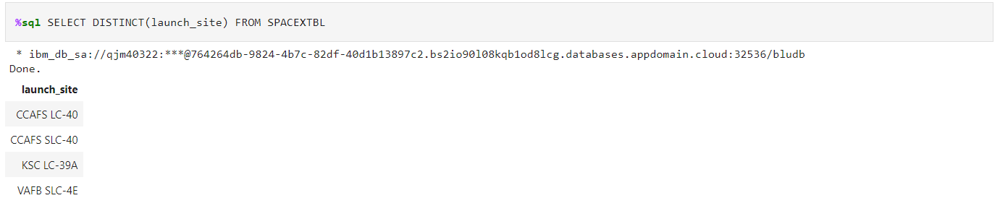 %sql SELECT DISTINCT(launch_site) FROM SPACEXTBL
* ibm_db_sa://qjm40322:***@764264db-9824-4b7c-82df-40d1b13897c2.bs2io90l08kqb1od8lcg.databases.appdomain.cloud:32536/bludb
Done.
launch_site
CCAFS LC-40
CCAFS SLC-40
KSC LC-39A
VAFB SLC-4E